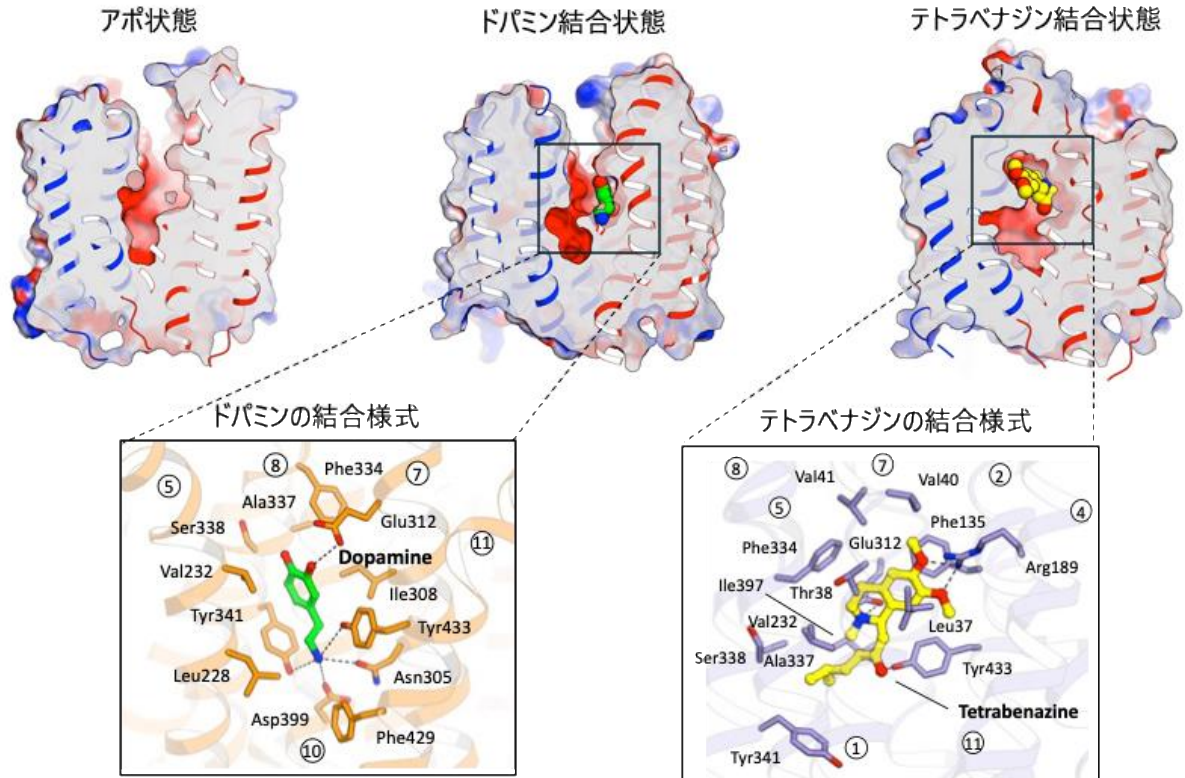 アポ状態
ドパミン結合状態
テトラベナジン結合状態
ドパミンの結合様式
⑤
⑧
Phe334
⑦
Ala337
Ser338
Glu312
Dopamine
⑪
Val232
Ile308
Tyr341
Tyr433
Leu228
Asn305
Asp399
⑩
Phe429
テトラベナジンの結合様式
⑧
Val41
⑦
Val40
②
⑤
④
Phe135
Phe334
Glu312
Arg189
Ile397
Thr38
Val232
Leu37
Ser338
Ala337
Tyr433
Tetrabenazine
Tyr341
①
⑪